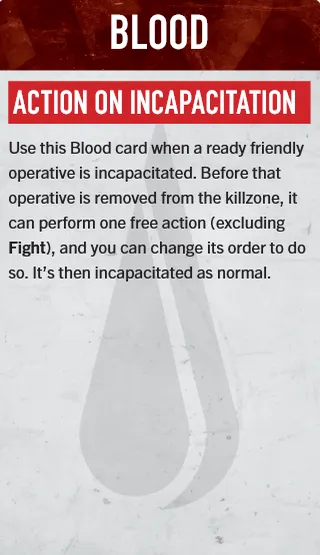 BLOOD
ACTION ON INCAPACITATION
Use this Blood card when a ready friendly
operative is incapacitated. Before that
operative is removed from the killzone, it
can perform one free action (excluding
Fight), and you can change its order to do
so. It’s then incapacitated as normal.